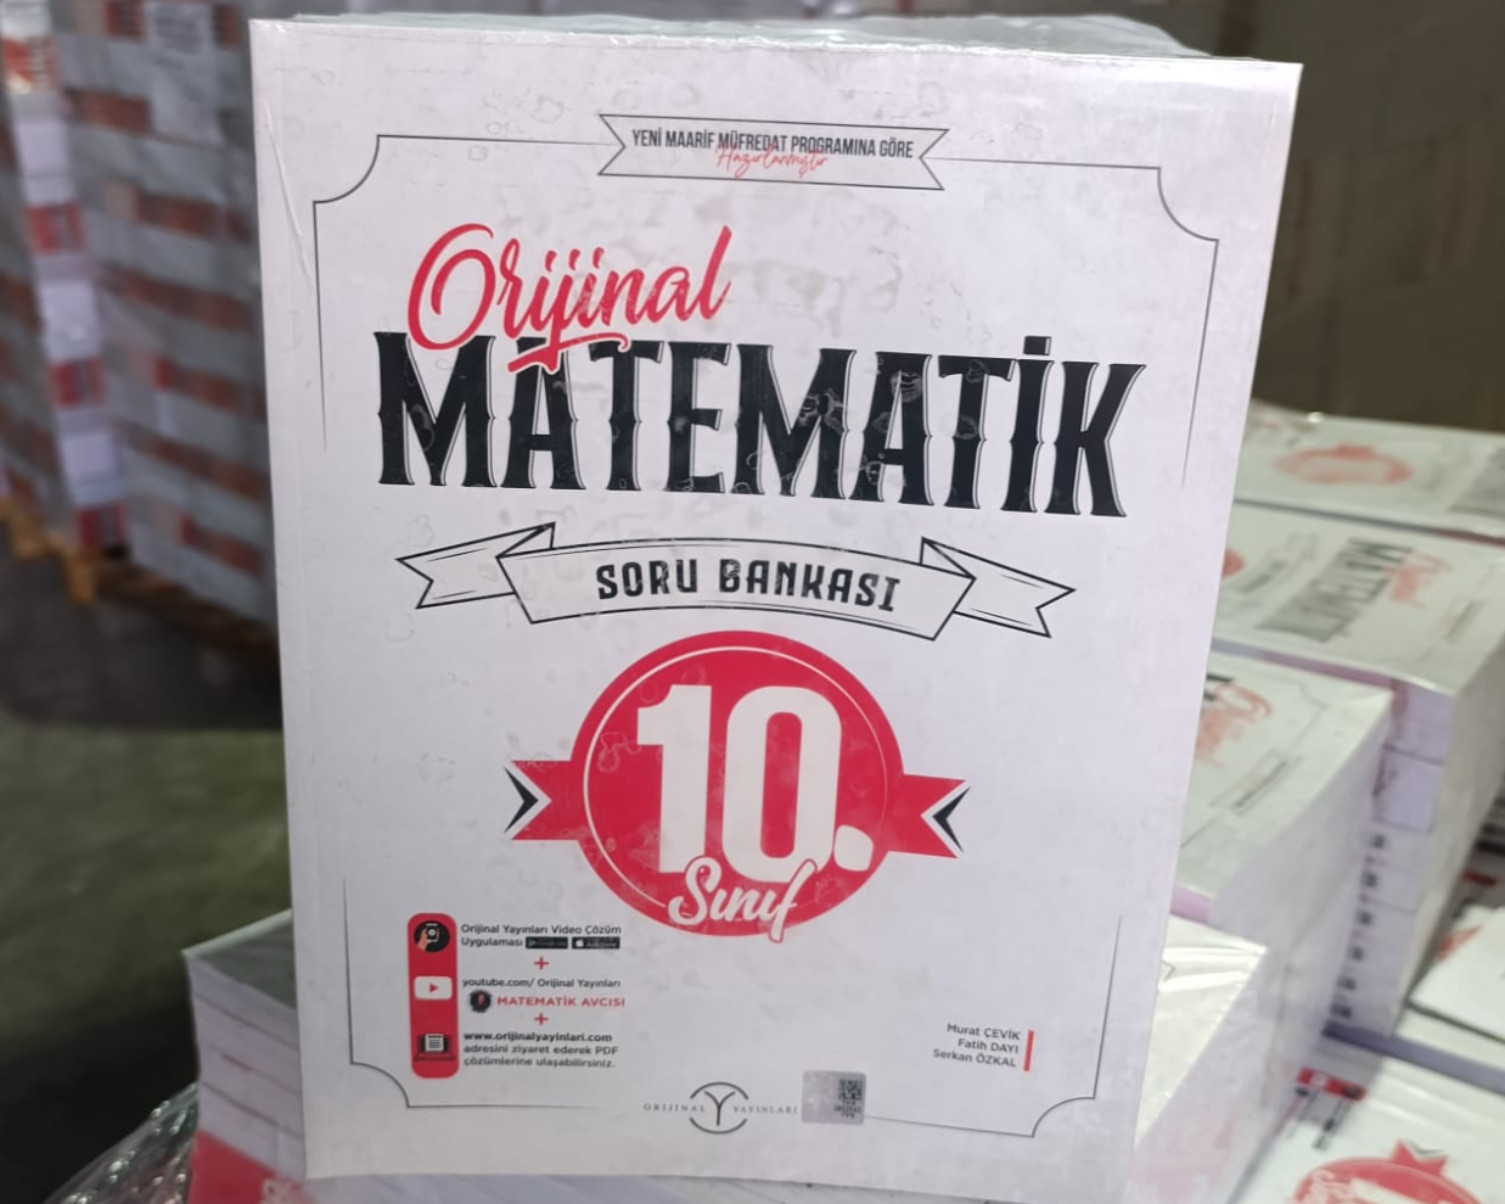 YENİ MAARİF MÜFREDAT PROGRAMINA GÖRE
Hazırlanmıştır
Orijinal
MATEMATİK
SORU BANKASI
10.
Sınıf
Orijinal Yayınları Video Çözüm
Uygulaması
+
youtube.com/ Orijinal Yayınları
MATEMATİK AVCISI
+
www.orijinalyayinlari.com
adresini ziyaret ederek PDF
çözümlerine ulaşabilirsiniz.
Murat ÇEVİK
Fatih DAYI
Serkan ÖZKAL
ORİJİNAL YAYINLARI
Orijinal
MATEMATİK